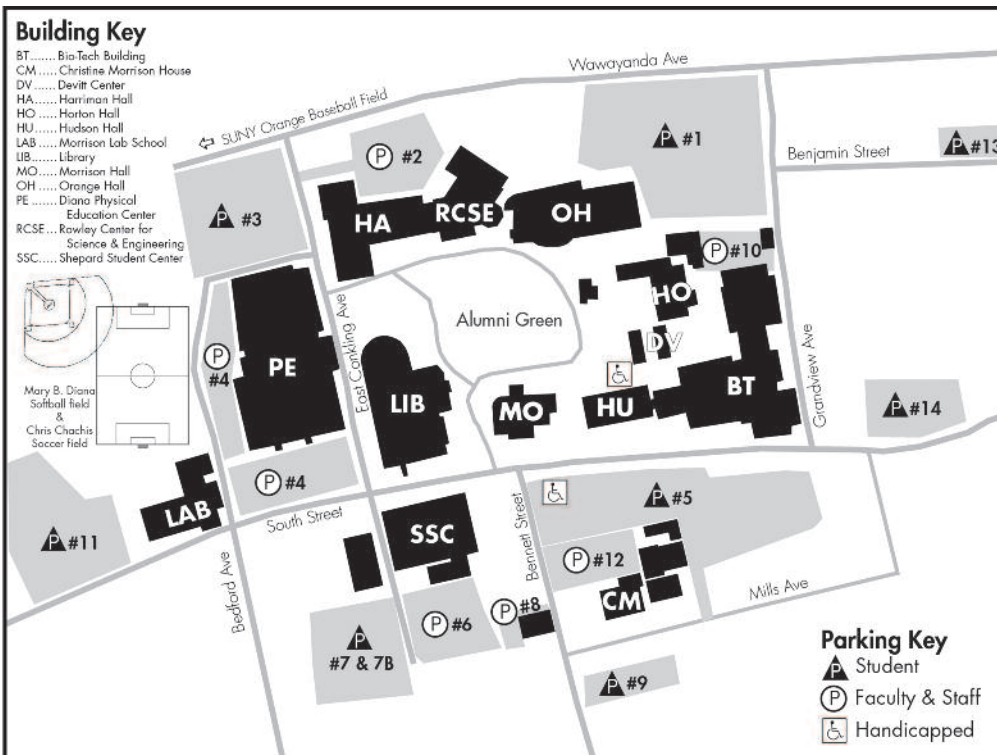 Building Key
BT....... Bio-Tech Building
CM ..... Christine Morrison House
DV ...... Devitt Center
HA ...... Harriman Hall
HO ..... Horton Hall
HU ...... Hudson Hall
LAB ..... Morrison Lab School
LIB....... Library
MO..... Morrison Hall
OH ..... Orange Hall
PE ....... Diana Physical
Education Center
RCSE ... Rowley Center for
Science & Engineering
SSC..... Shepard Student Center
Wawayanda Ave
SUNY Orange Baseball Field
P #1
P #2
P #13
Benjamin Street
P #3
HA
RCSE
OH
P #10
HO
Alumni Green
DV
East Conkling Ave
Grandview Ave
P #4
PE
LIB
MO
HU
BT
Mary B. Diana
Softball field
&
Chris Chachis
Soccer field
P #14
P #4
LAB
South Street
P #5
P #11
SSC
Bennett Street
P #12
Bedford Ave
CM
Mills Ave
P #8
P #6
P
#7 & 7B
P #9
Parking Key
P Student
P Faculty & Staff
Handicapped